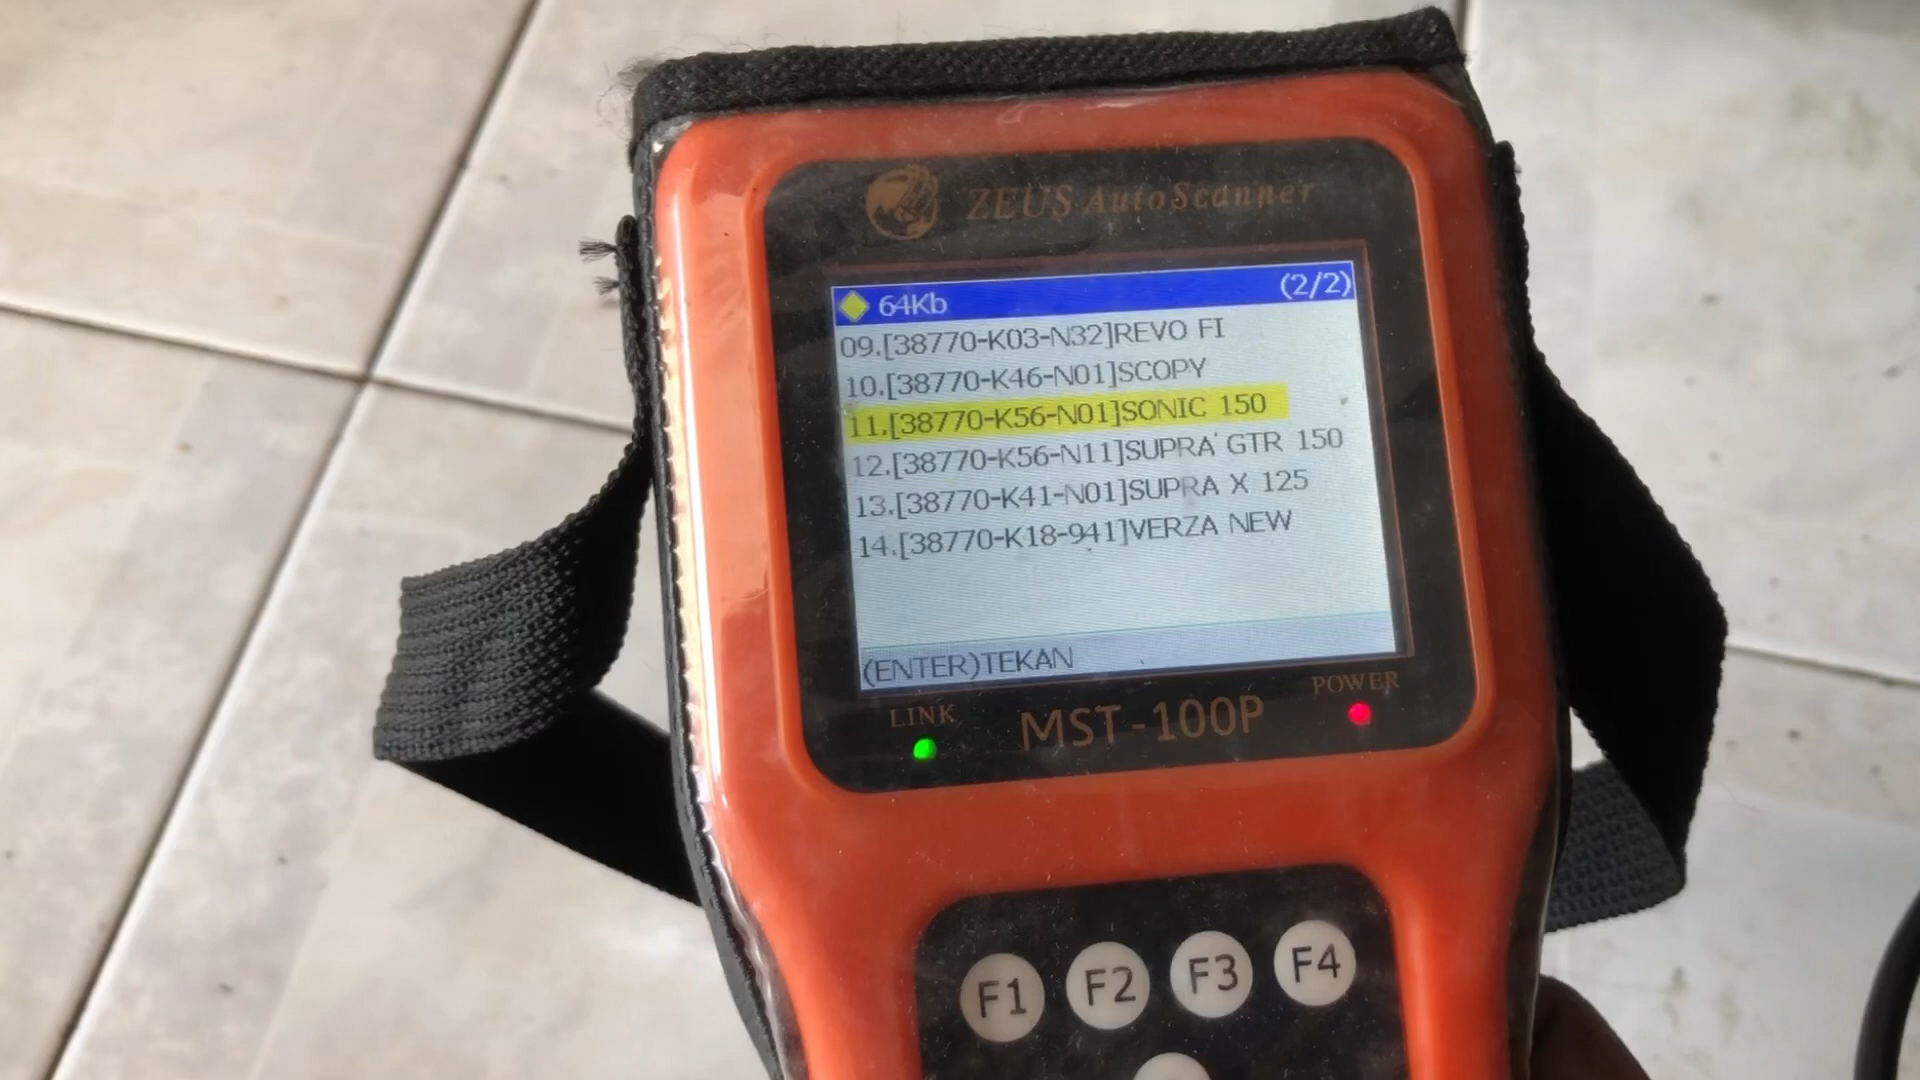 ZEUS AutoScanner
64Kb (2/2)
09.[38770-K03-N32]REVO FI
10.[38770-K46-N01]SCOPY
11.[38770-K56-N01]SONIC 150
12.[38770-K56-N11]SUPRA GTR 150
13.[38770-K41-N01]SUPRA X 125
14.[38770-K18-941]VERZA NEW
(ENTER)TEKAN
LINK MST-100P POWER
F1 F2 F3 F4